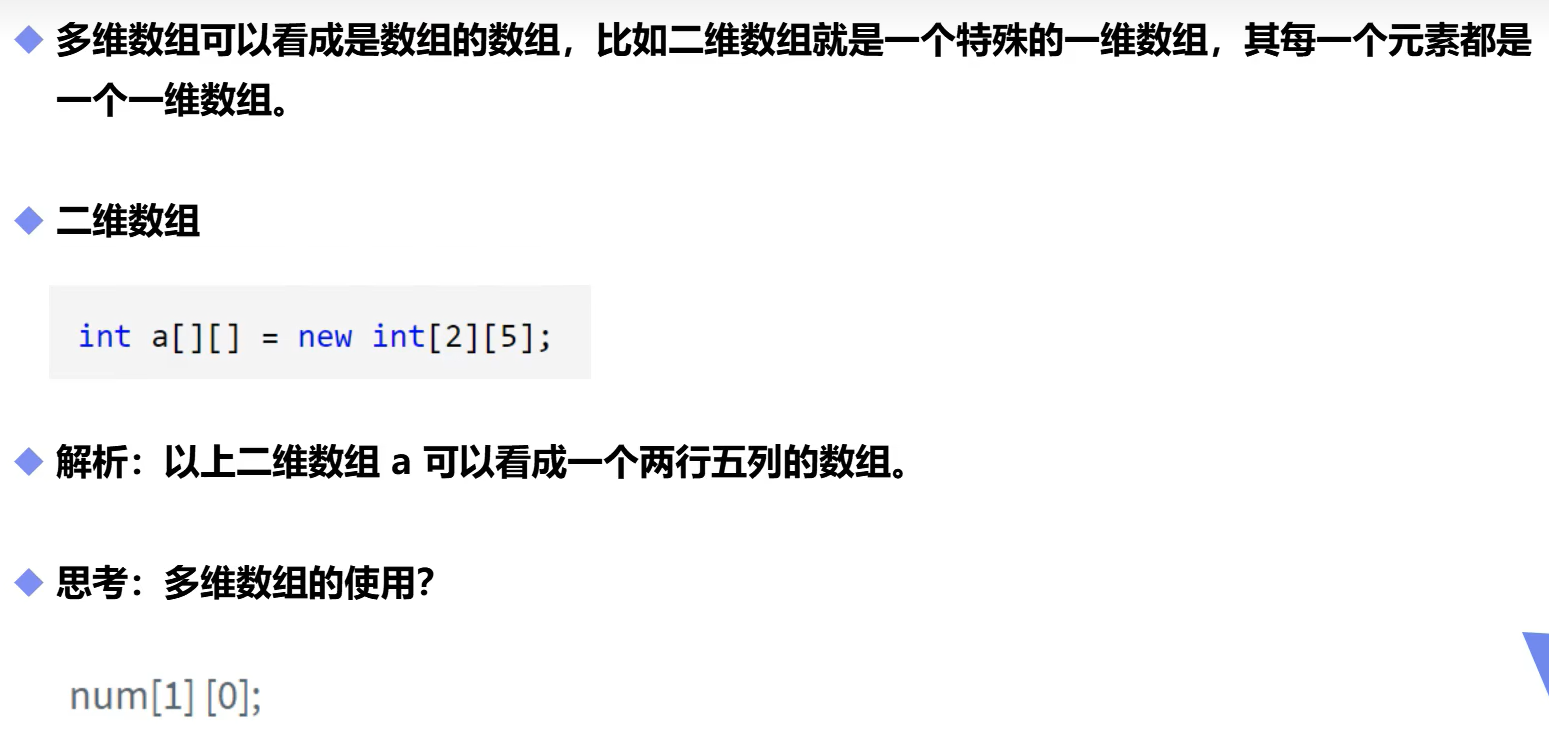 多维数组可以看成是数组的数组，比如二维数组就是一个特殊的一维数组，其每一个元素都是
一个一维数组。
二维数组
int a[][] = new int[2][5];
解析：以上二维数组 a 可以看成一个两行五列的数组。
思考：多维数组的使用？
num[1] [0];